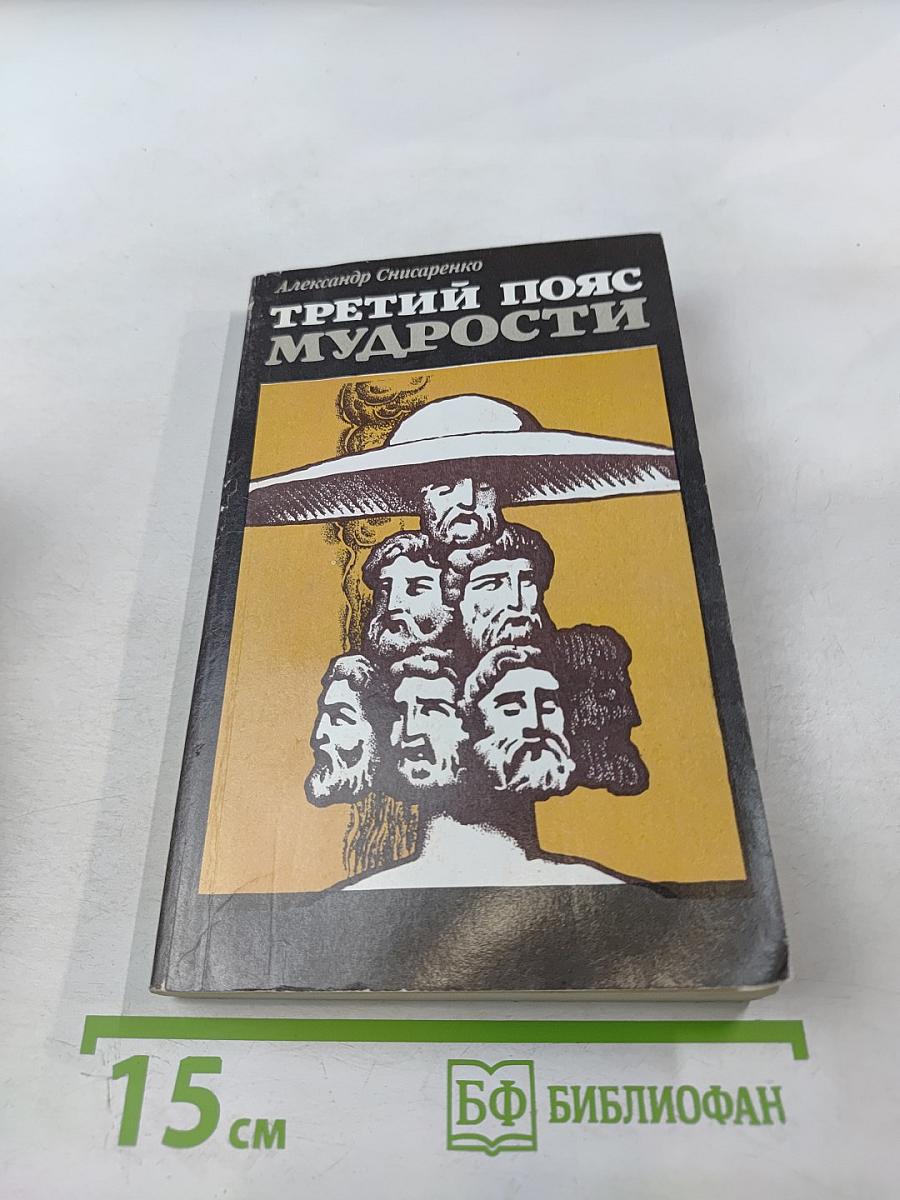 Александр Снисаренко
ТРЕТИЙ ПОЯС
МУДРОСТИ
15 см
БФ БИБЛИОФАН